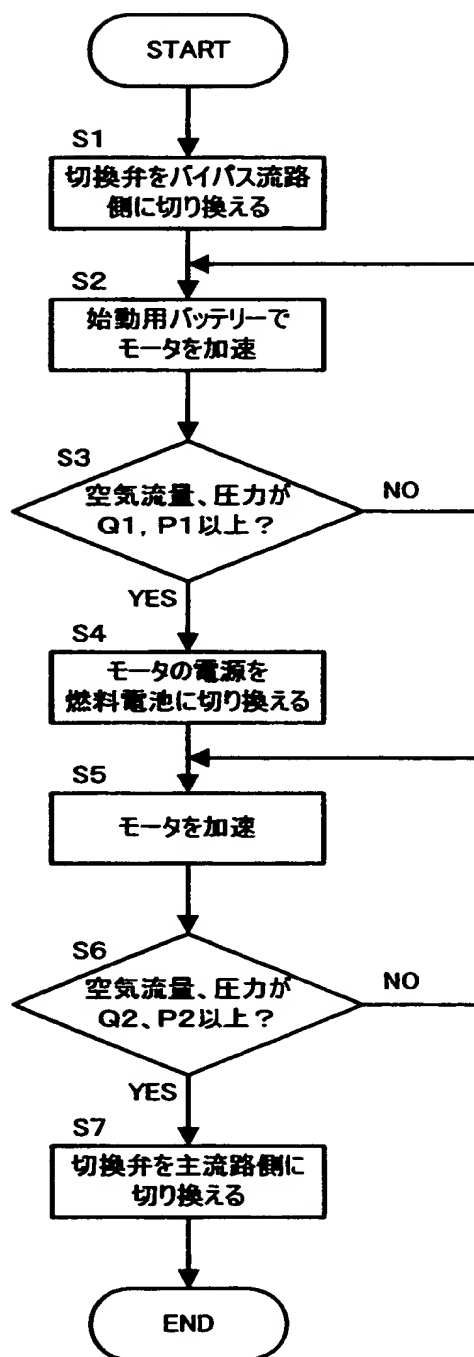 START
S1
切換弁をバイパス流路
側に切り換える
S2
始動用バッテリーで
モータを加速
S3
空気流量、圧力が
Q1, P1以上?
NO
YES
S4
モータの電源を
燃料電池に切り換える
S5
モータを加速
S6
空気流量、圧力が
Q2、P2以上?
NO
YES
S7
切換弁を主流路側に
切り換える
END